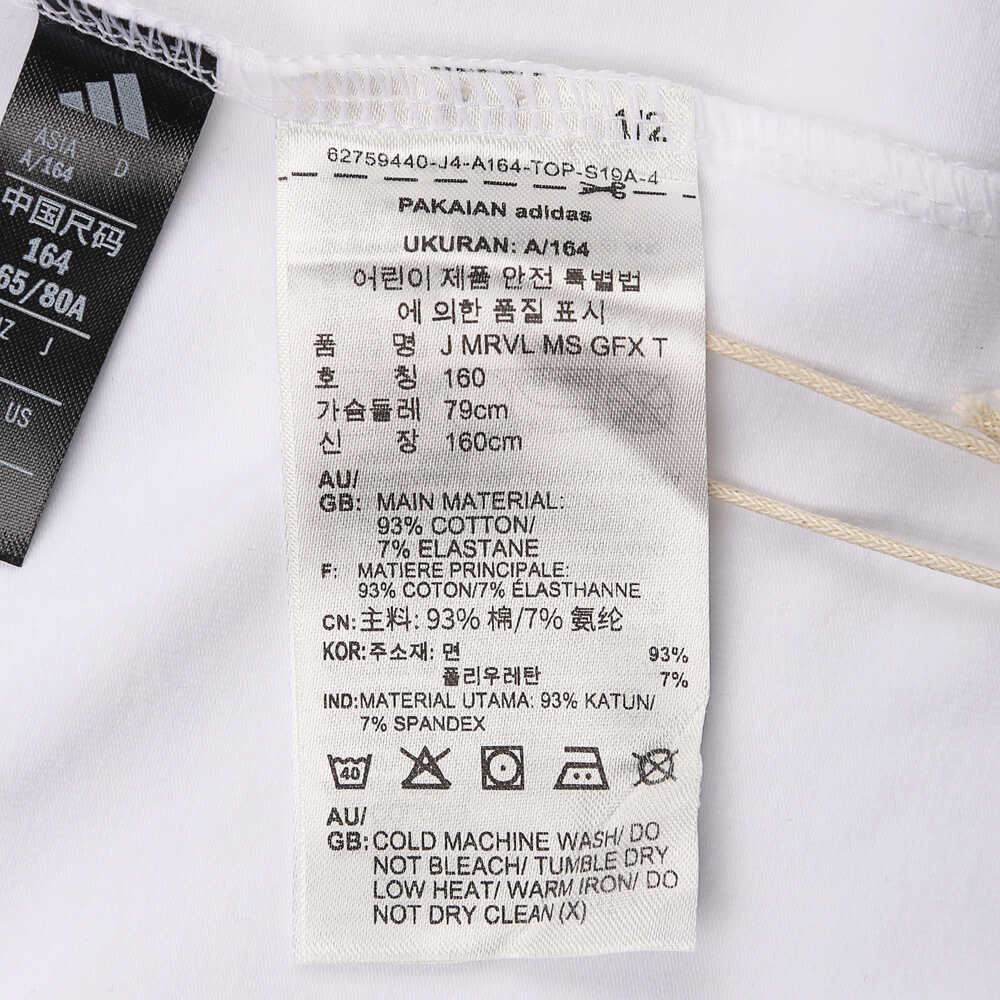 ASIA D
A/164
中国尺码
164
65/80A
J
US
1/2
62759440-J4-A164-TOP-S19A-4
PAKAIAN adidas
UKURAN: A/164
어린이 제품 안전 특별법
에 의한 품질 표시
품 명 J MRVL MS GFX T
호 칭 160
가슴둘레 79cm
신 장 160cm
AU/
GB: MAIN MATERIAL:
93% COTTON/
7% ELASTANE
F: MATIERE PRINCIPALE:
93% COTON/7% ÉLASTHANNE
CN: 主料: 93% 棉/7% 氨纶
KOR: 주소재: 면 93%
폴리우레탄 7%
IND: MATERIAL UTAMA: 93% KATUN/
7% SPANDEX
40
AU/
GB: COLD MACHINE WASH/ DO
NOT BLEACH/ TUMBLE DRY
LOW HEAT/ WARM IRON/ DO
NOT DRY CLEAN (X)